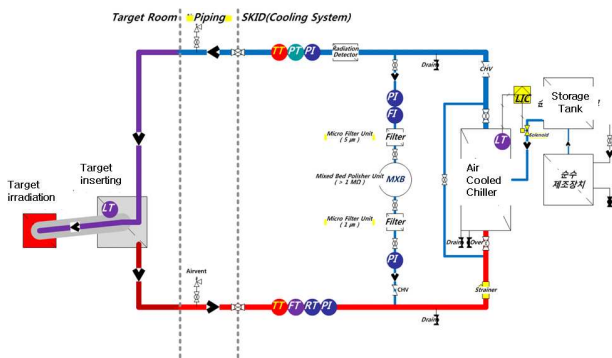 Target Room
Piping
SKID(Cooling System)
TT
PT
PI
Radiation
Detector
Drain
CHV
LIC
Storage
Tank
Solenoid
PI
FI
Micro Filter Unit
( 5 ㎛ )
Filter
LT
Air
Cooled
Chiller
순수
제조장치
Mixed Bed Polisher Unit
( > 1 MΩ )
MXB
Target
inserting
Target
irradiation
LT
Micro Filter Unit
( 1 ㎛ )
Filter
Drain
Over
PI
Airvent
CHV
Strainer
TT
FT
RT
PI
Drain